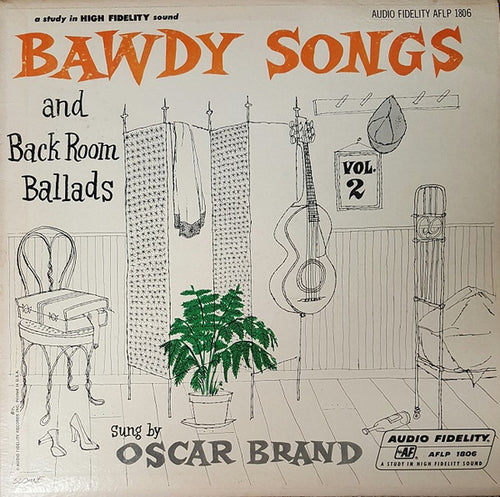 a study in HIGH FIDELITY sound
AUDIO FIDELITY AFLP 1806
BAWDY SONGS
and
Back Room
Ballads
VOL.
2
sung by
OSCAR BRAND
AUDIO FIDELITY®
AF AFLP 1806
A STUDY IN HIGH FIDELITY SOUND